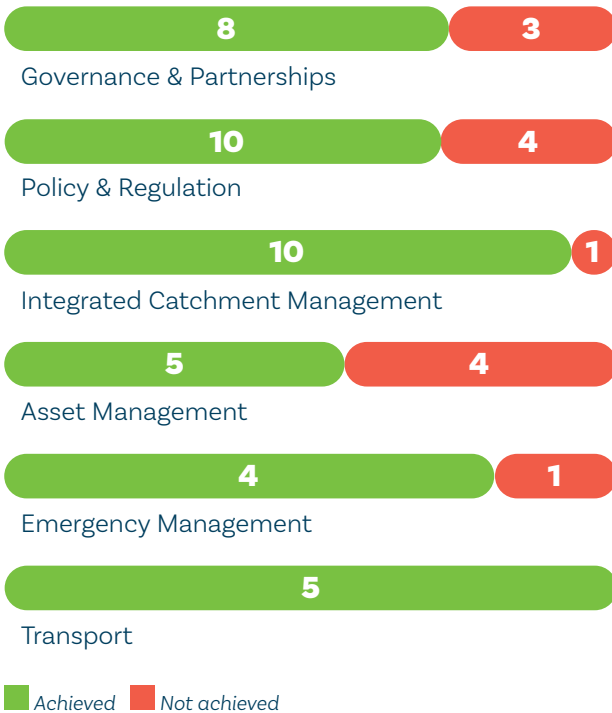 8 3
Governance & Partnerships
10 4
Policy & Regulation
10 1
Integrated Catchment Management
5 4
Asset Management
4 1
Emergency Management
5
Transport
Achieved Not achieved